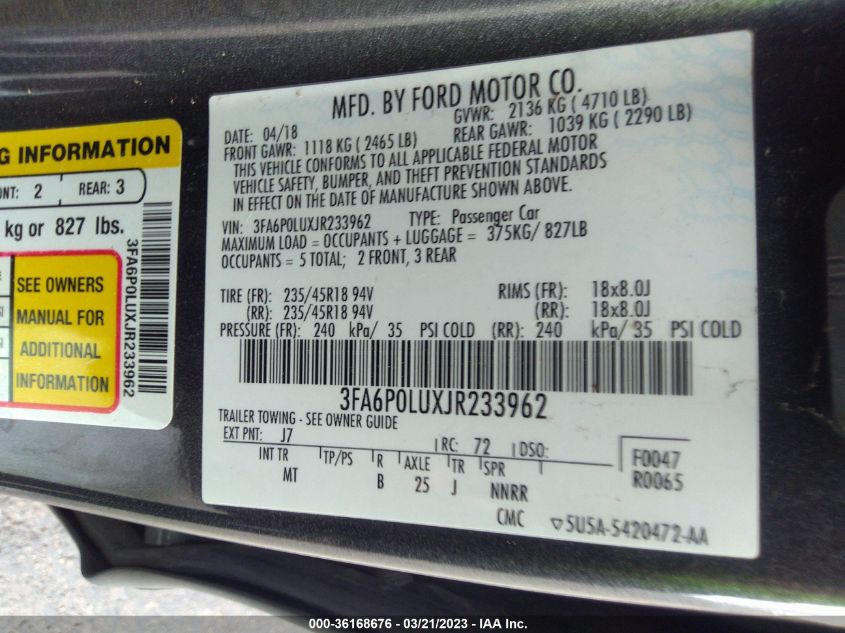 G INFORMATION
NT: 2 REAR: 3
kg or 827 lbs.
SEE OWNERS
MANUAL FOR
ADDITIONAL
INFORMATION
3FA6P0LUXJR233962
MFD. BY FORD MOTOR CO.
DATE: 04/18 GVWR: 2136 KG ( 4710 LB)
FRONT GAWR: 1118 KG ( 2465 LB) REAR GAWR: 1039 KG ( 2290 LB)
THIS VEHICLE CONFORMS TO ALL APPLICABLE FEDERAL MOTOR
VEHICLE SAFETY, BUMPER, AND THEFT PREVENTION STANDARDS
IN EFFECT ON THE DATE OF MANUFACTURE SHOWN ABOVE.
VIN: 3FA6P0LUXJR233962 TYPE: Passenger Car
MAXIMUM LOAD = OCCUPANTS + LUGGAGE = 375KG/ 827LB
OCCUPANTS = 5 TOTAL; 2 FRONT, 3 REAR
TIRE (FR): 235/45R18 94V RIMS (FR): 18x8.0J
(RR): 235/45R18 94V (RR): 18x8.0J
PRESSURE (FR): 240 kPa/ 35 PSI COLD (RR): 240 kPa/ 35 PSI COLD
3FA6P0LUXJR233962
TRAILER TOWING - SEE OWNER GUIDE
EXT PNT: J7 RC: 72 DSO:
INT TR TP/PS R AXLE TR SPR
MT B 25 J NNRR
F0047
R0065
CMC ▽5U5A-5420472-AA
000-36168676 - 03/21/2023 - IAA Inc.